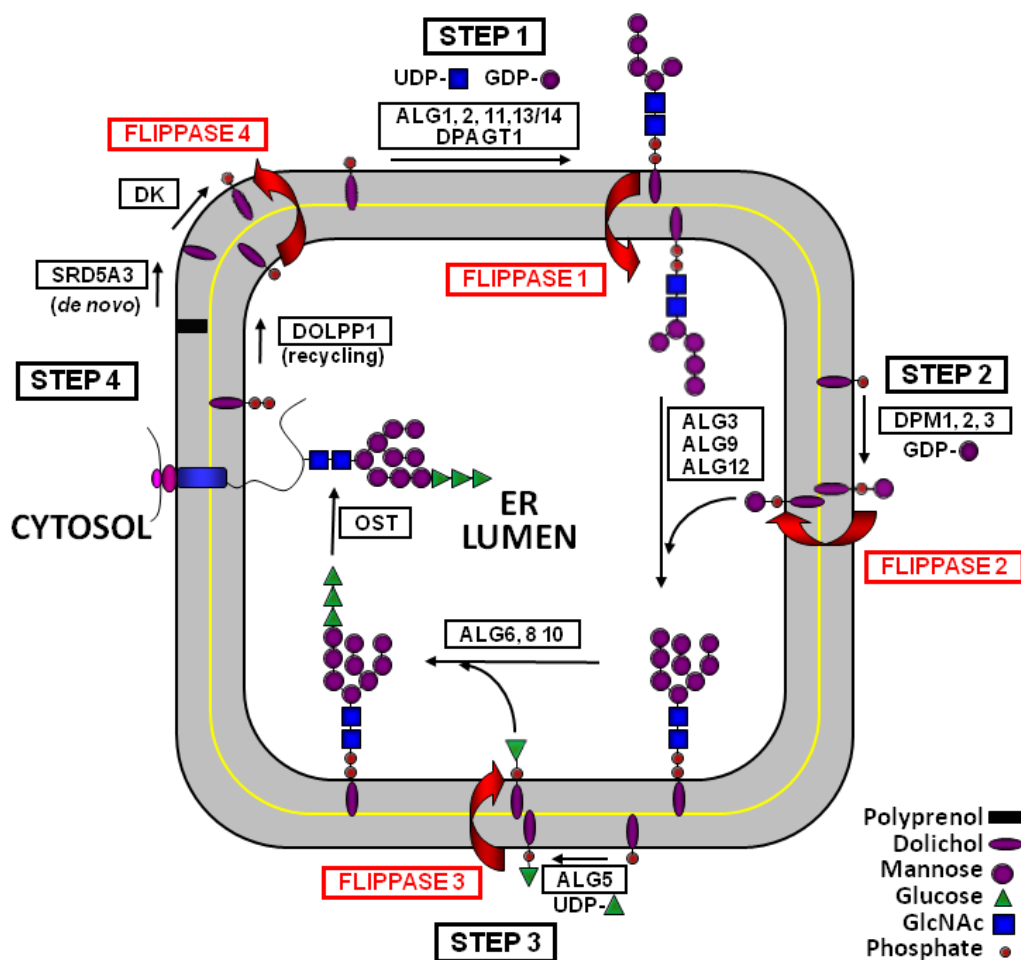 STEP 1
UDP- GDP-
ALG1, 2, 11,13/14
DPAGT1
FLIPPASE 4
DK
SRD5A3
(de novo)
FLIPPASE 1
DOLPP1
(recycling)
STEP 4
STEP 2
DPM1, 2, 3
GDP-
ALG3
ALG9
ALG12
CYTOSOL
OST
ER
LUMEN
FLIPPASE 2
ALG6, 8 10
FLIPPASE 3
ALG5
UDP-
STEP 3
Polyprenol
Dolichol
Mannose
Glucose
GlcNAc
Phosphate